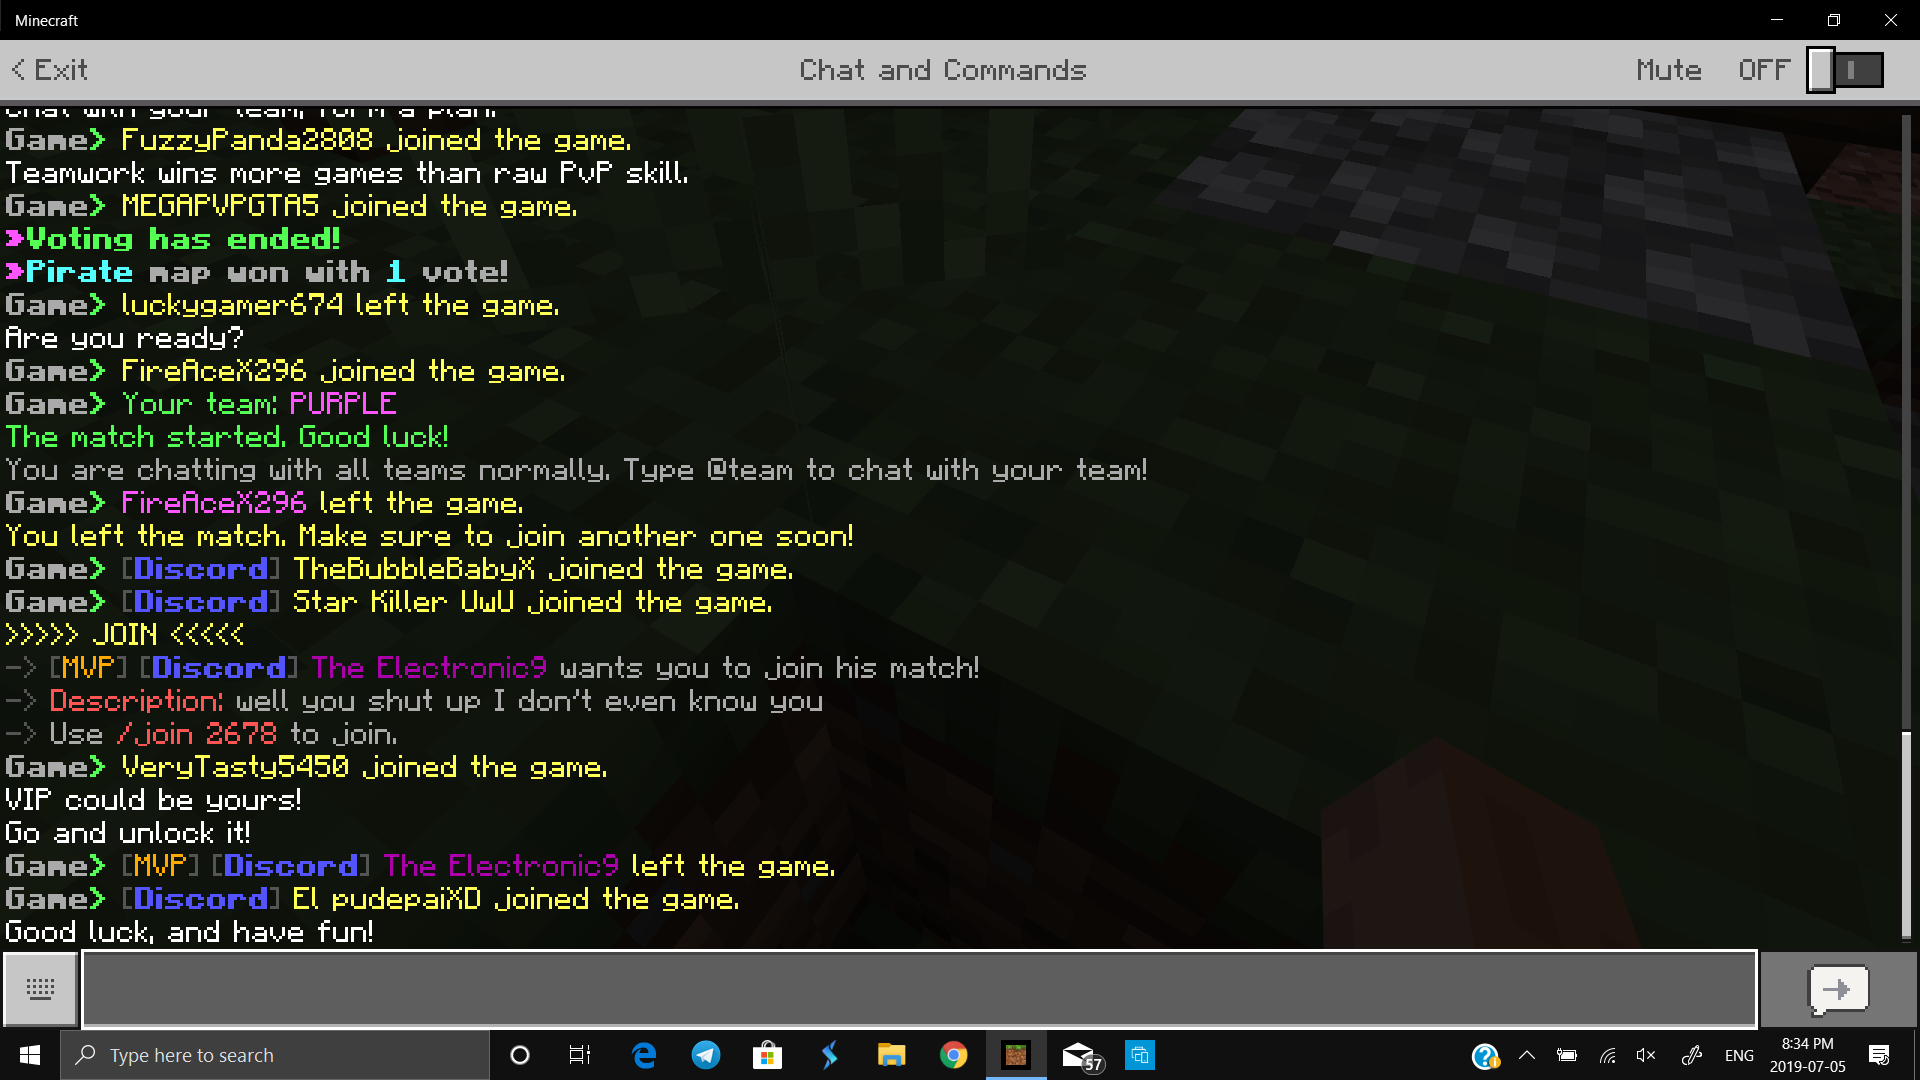 Minecraft
< Exit
Chat and Commands
Mute OFF
Chat with your team, form a plan.
Game> FuzzyPanda2808 joined the game.
Teamwork wins more games than raw PvP skill.
Game> MEGAPVPGTA5 joined the game.
Voting has ended!
Pirate map won with 1 vote!
Game> luckygamer674 left the game.
Are you ready?
Game> FireAceX296 joined the game.
Game> Your team: PURPLE
The match started. Good luck!
You are chatting with all teams normally. Type @team to chat with your team!
Game> FireAceX296 left the game.
You left the match. Make sure to join another one soon!
Game> [Discord] TheBubbleBabyX joined the game.
Game> [Discord] Star Killer UwU joined the game.
>>>>> JOIN <<<<<
-> [MVP] [Discord] The Electronic9 wants you to join his match!
-> Description: well you shut up I don't even know you
-> Use /join 2678 to join.
Game> VeryTasty5450 joined the game.
VIP could be yours!
Go and unlock it!
Game> [MVP] [Discord] The Electronic9 left the game.
Game> [Discord] El pudepaiXD joined the game.
Good luck, and have fun!
Type here to search
57
ENG
8:34 PM
2019-07-05